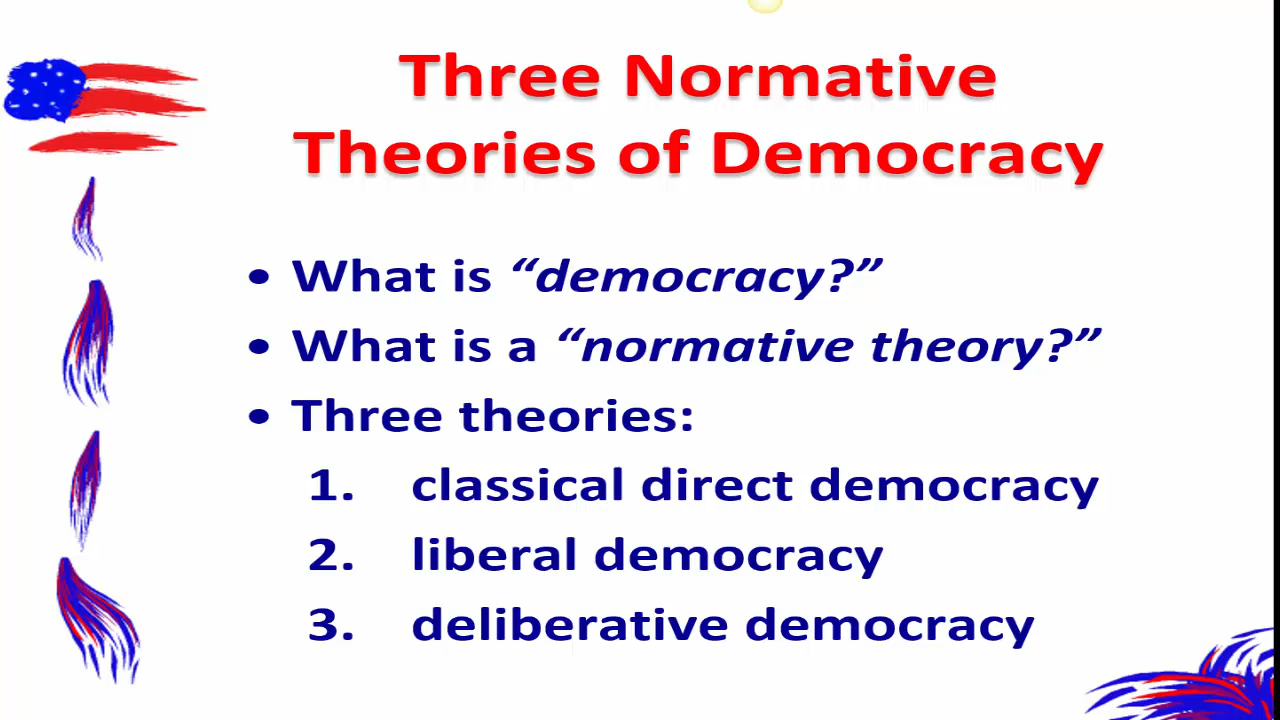 Three Normative
Theories of Democracy
• What is “democracy?”
• What is a “normative theory?”
• Three theories:
1. classical direct democracy
2. liberal democracy
3. deliberative democracy